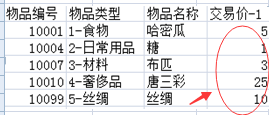 物品编号 物品类型 物品名称 交易价-1
10001 1-食物 哈密瓜 5
10004 2-日常用品 糖 1
10007 3-材料 布匹 3
10010 4-奢侈品 唐三彩 25
10099 5-丝绸 丝绸 10